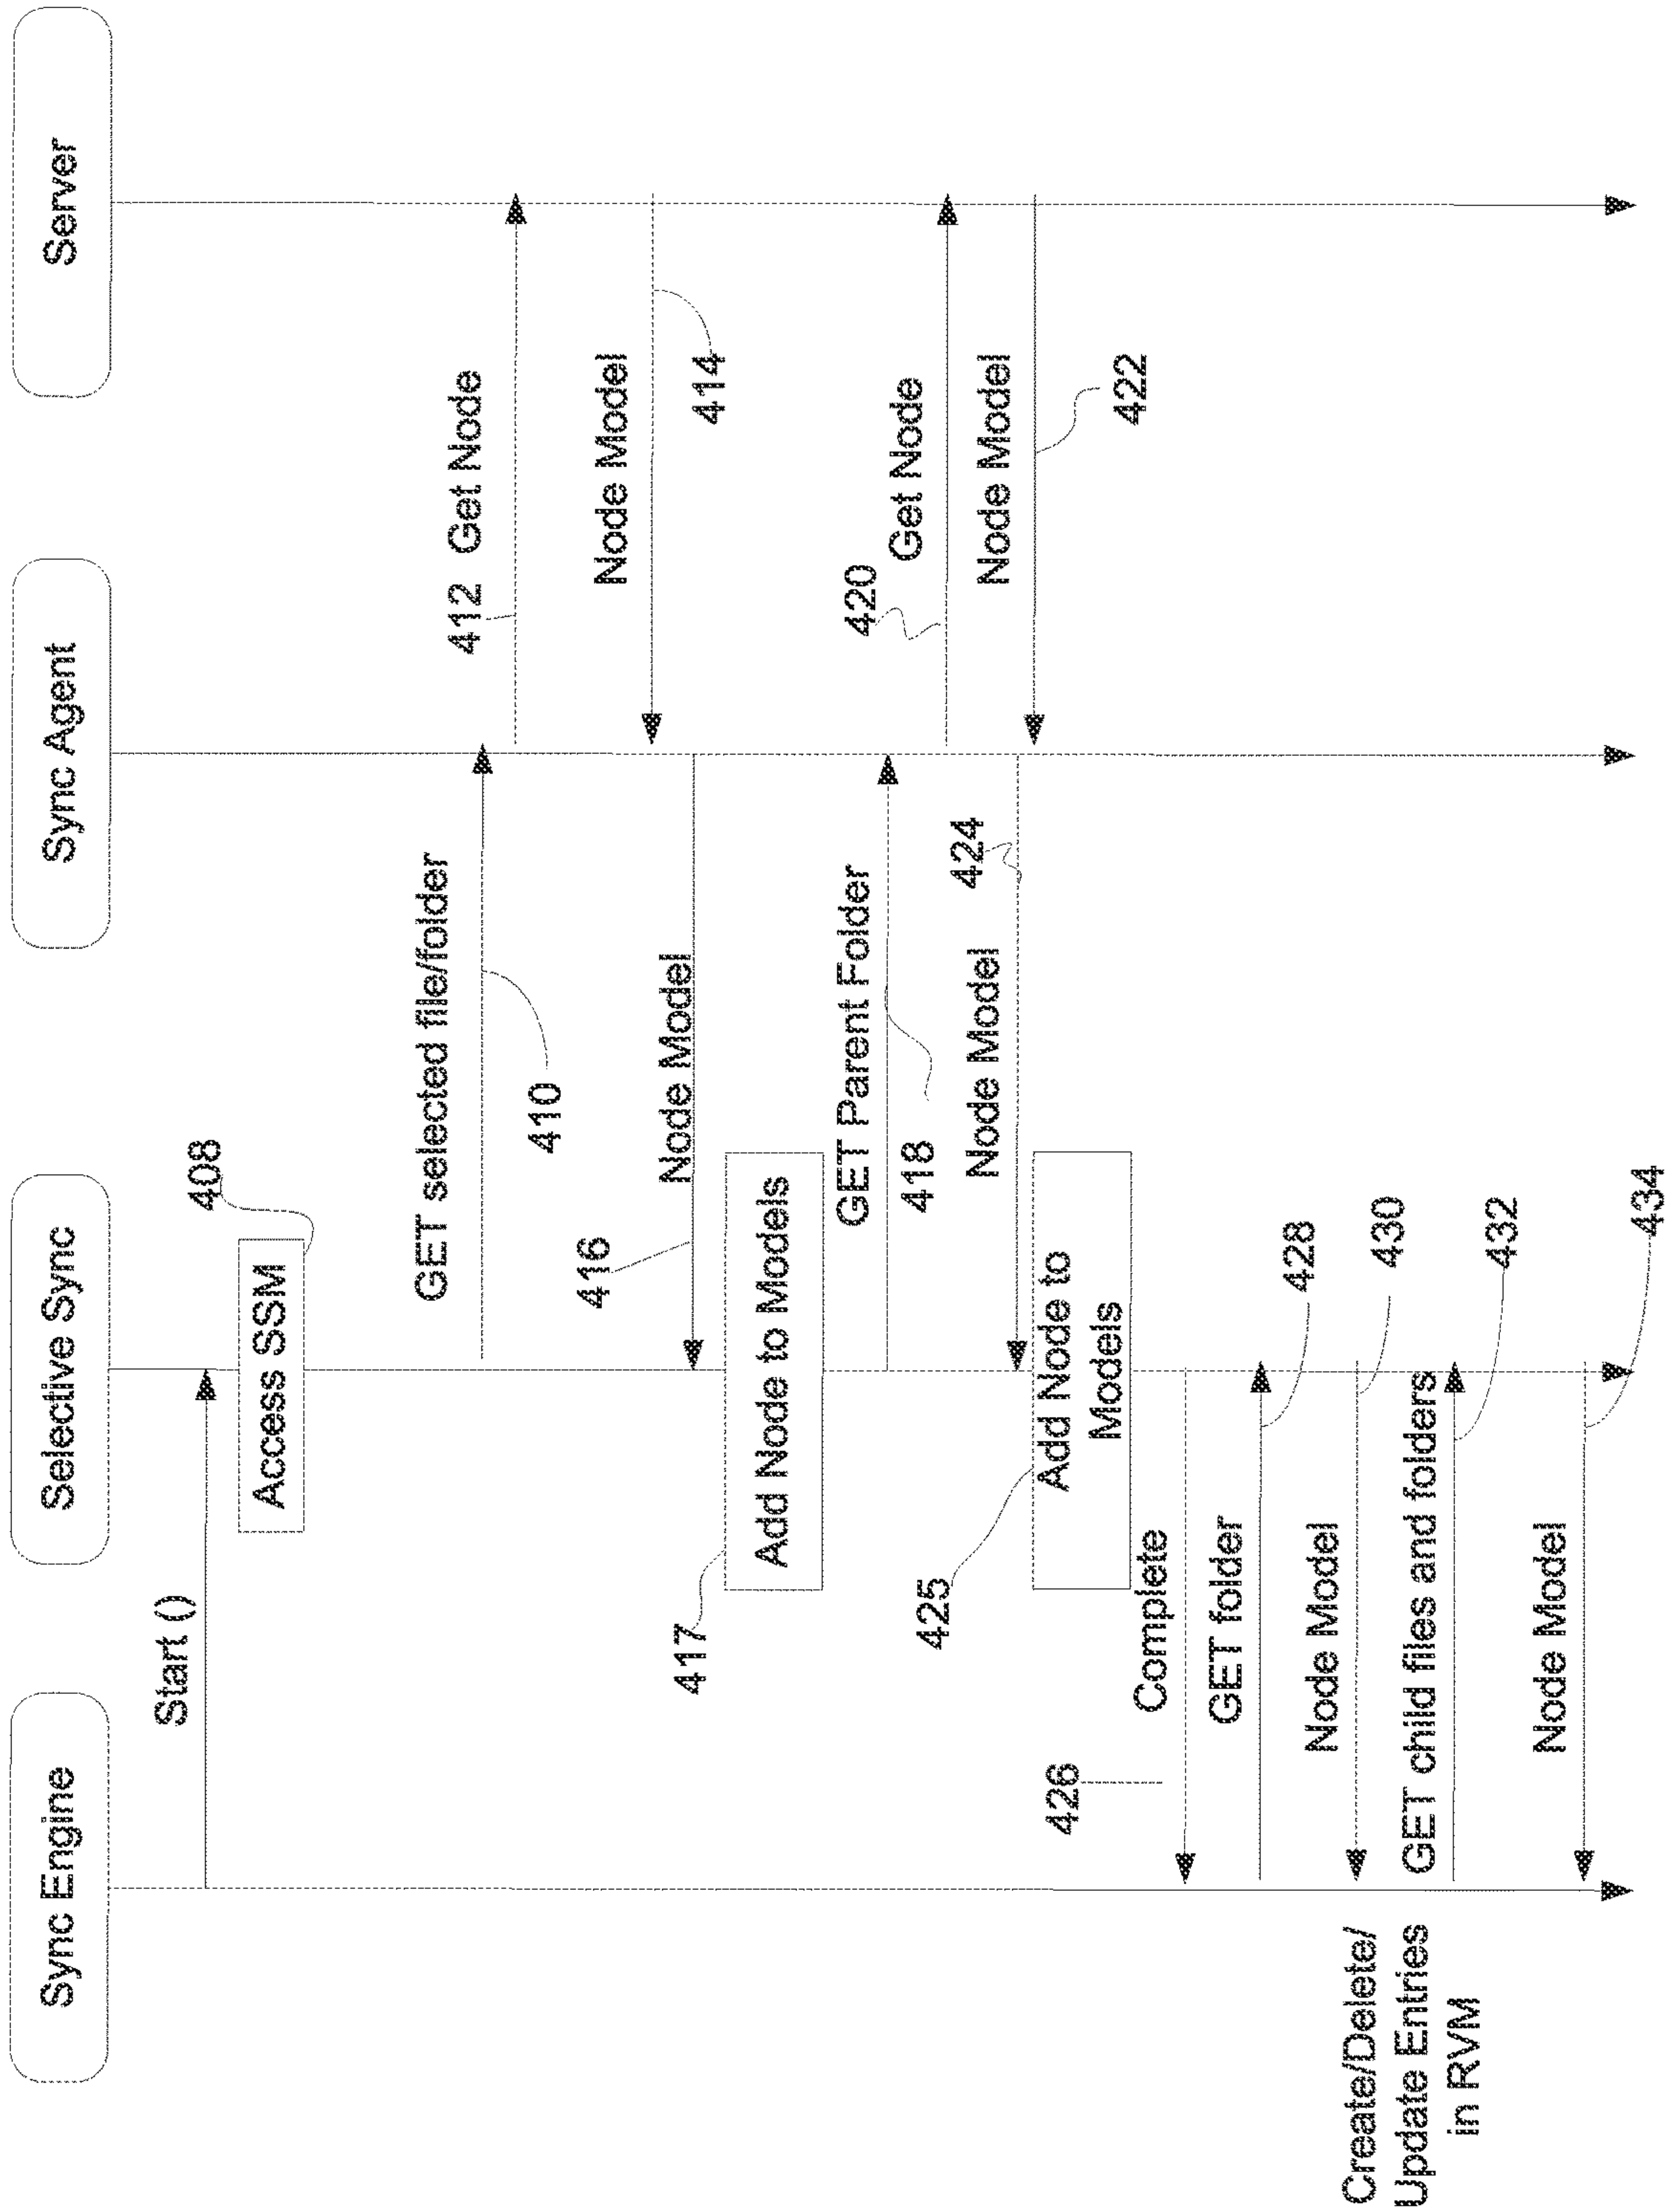 Sync Engine
Selective Sync
Sync Agent
Server
Start ()
408
Access SSM
GET selected file/folder
410
412 Get Node
Node Model
414
Node Model
416
417
Add Node to Models
GET Parent Folder
418
420
Get Node
Node Model
422
424
Node Model
425
Add Node to
Models
426
Complete
GET folder
428
Node Model
430
GET child files and folders
432
Node Model
434
Create/Delete/
Update Entries
in RVM